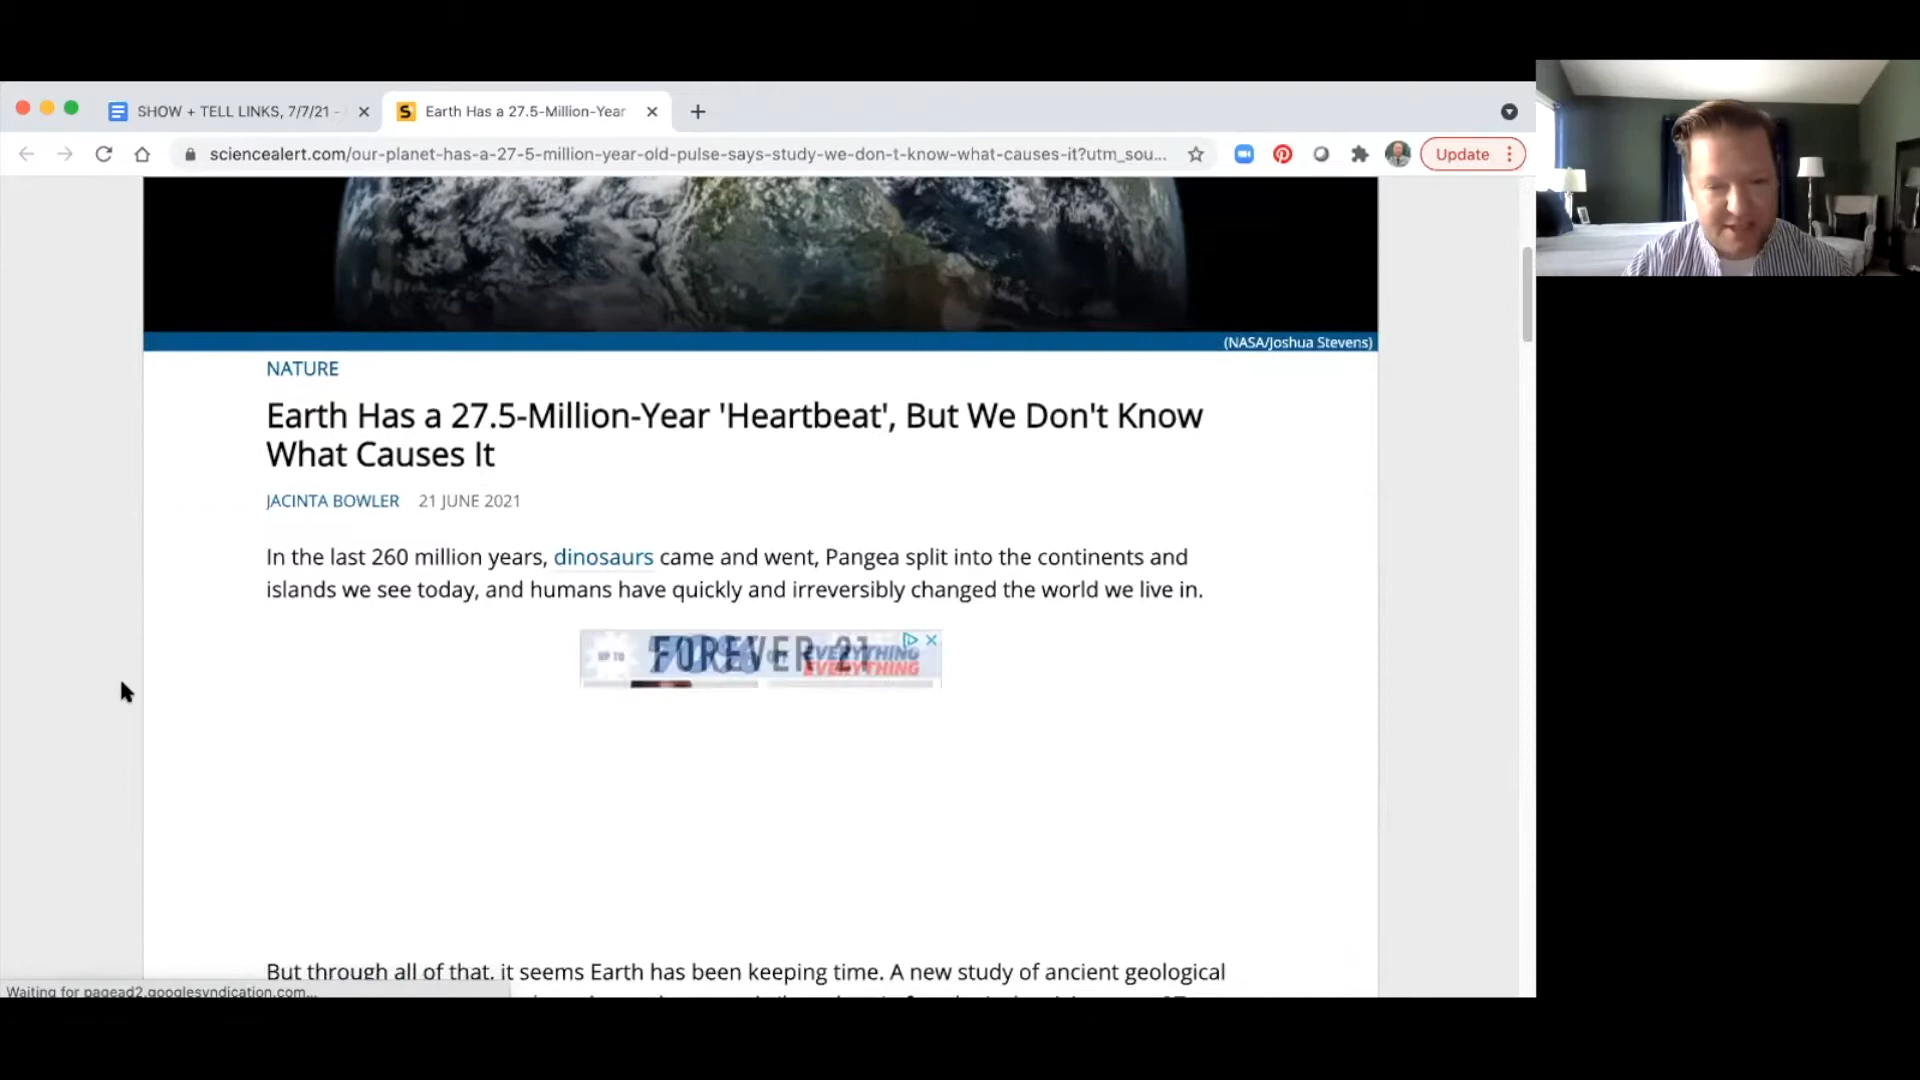 SHOW + TELL LINKS, 7/7/21 -
Earth Has a 27.5-Million-Year
sciencealert.com/our-planet-has-a-27-5-million-year-old-pulse-says-study-we-don-t-know-what-causes-it?utm_sou...
Update
(NASA/Joshua Stevens)
NATURE
Earth Has a 27.5-Million-Year 'Heartbeat', But We Don't Know
What Causes It
JACINTA BOWLER 21 JUNE 2021
In the last 260 million years, dinosaurs came and went, Pangea split into the continents and
islands we see today, and humans have quickly and irreversibly changed the world we live in.
UP TO FOREVER 21 EVERYTHING
EVERYTHING
But through all of that, it seems Earth has been keeping time. A new study of ancient geological
Waiting for pagead2.googlesyndication.com...